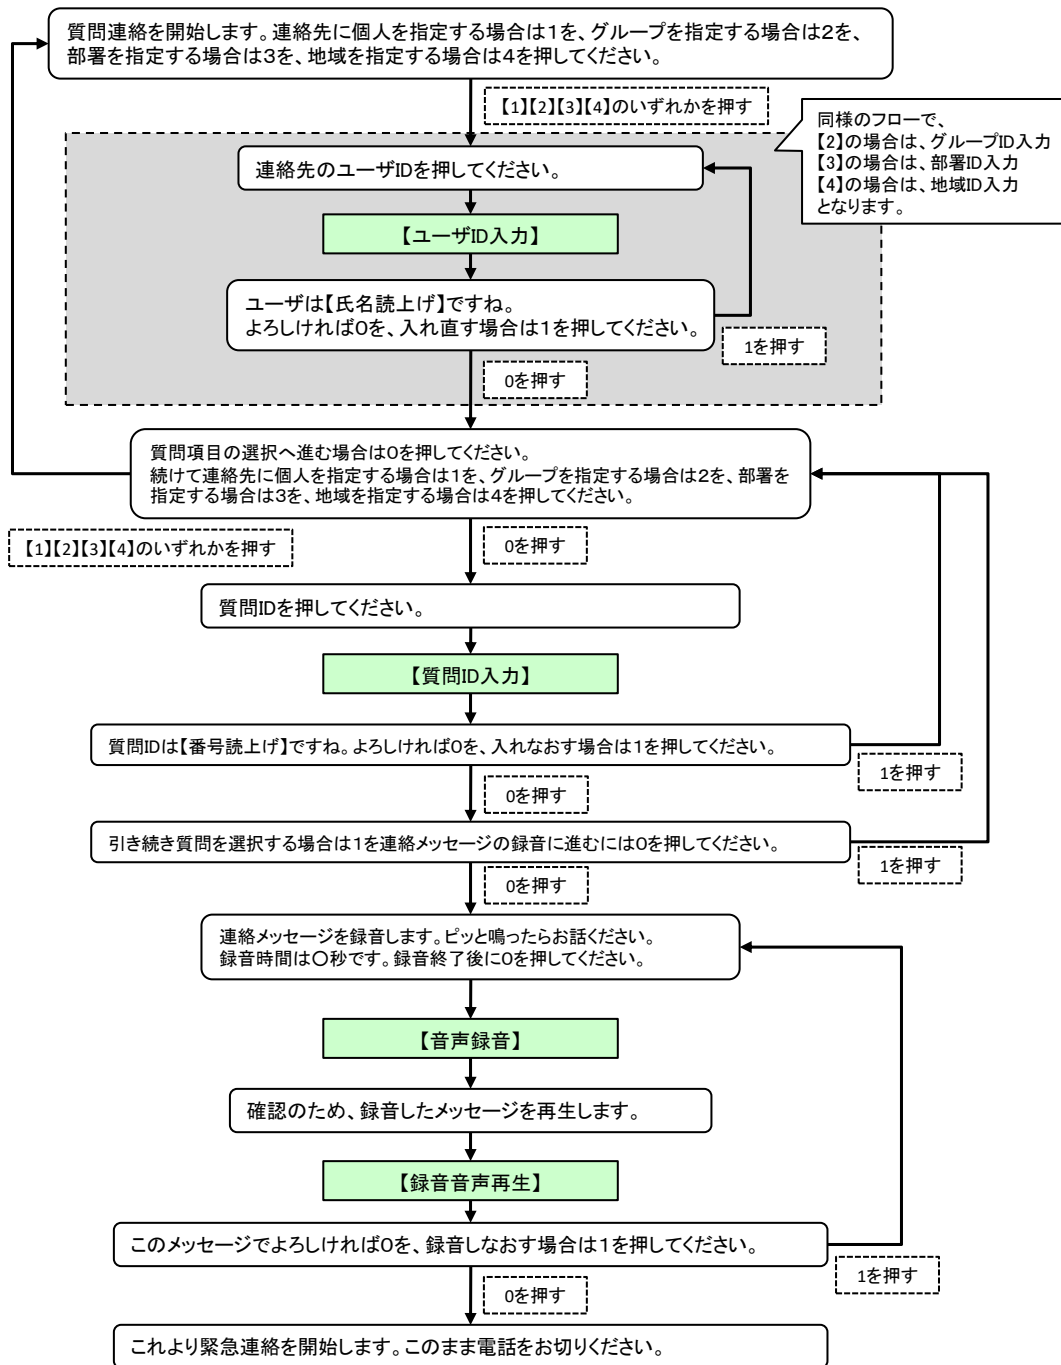 質問連絡を開始します。連絡先に個人を指定する場合は1を、グループを指定する場合は2を、
部署を指定する場合は3を、地域を指定する場合は4を押してください。
【1】【2】【3】【4】のいずれかを押す
同様のフローで、
【2】の場合は、グループID入力
【3】の場合は、部署ID入力
【4】の場合は、地域ID入力
となります。
連絡先のユーザIDを押してください。
【ユーザID入力】
ユーザは【氏名読上げ】ですね。
よろしければ0を、入れ直す場合は1を押してください。
1を押す
0を押す
質問項目の選択へ進む場合は0を押してください。
続けて連絡先に個人を指定する場合は1を、グループを指定する場合は2を、部署を
指定する場合は3を、地域を指定する場合は4を押してください。
【1】【2】【3】【4】のいずれかを押す
0を押す
質問IDを押してください。
【質問ID入力】
質問IDは【番号読上げ】ですね。よろしければ0を、入れなおす場合は1を押してください。
1を押す
0を押す
引き続き質問を選択する場合は1を連絡メッセージの録音に進むには0を押してください。
1を押す
0を押す
連絡メッセージを録音します。ピッと鳴ったらお話ください。
録音時間は〇秒です。録音終了後に0を押してください。
【音声録音】
確認のため、録音したメッセージを再生します。
【録音音声再生】
このメッセージでよろしければ0を、録音しなおす場合は1を押してください。
1を押す
0を押す
これより緊急連絡を開始します。このまま電話をお切りください。